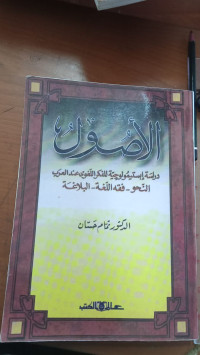 الأصول
دراسة إبستيمولوجية للفكر اللغوي عند العرب
النحو - فقه اللغة - البلاغة
الدكتور تمام حسان
عالم الكتب